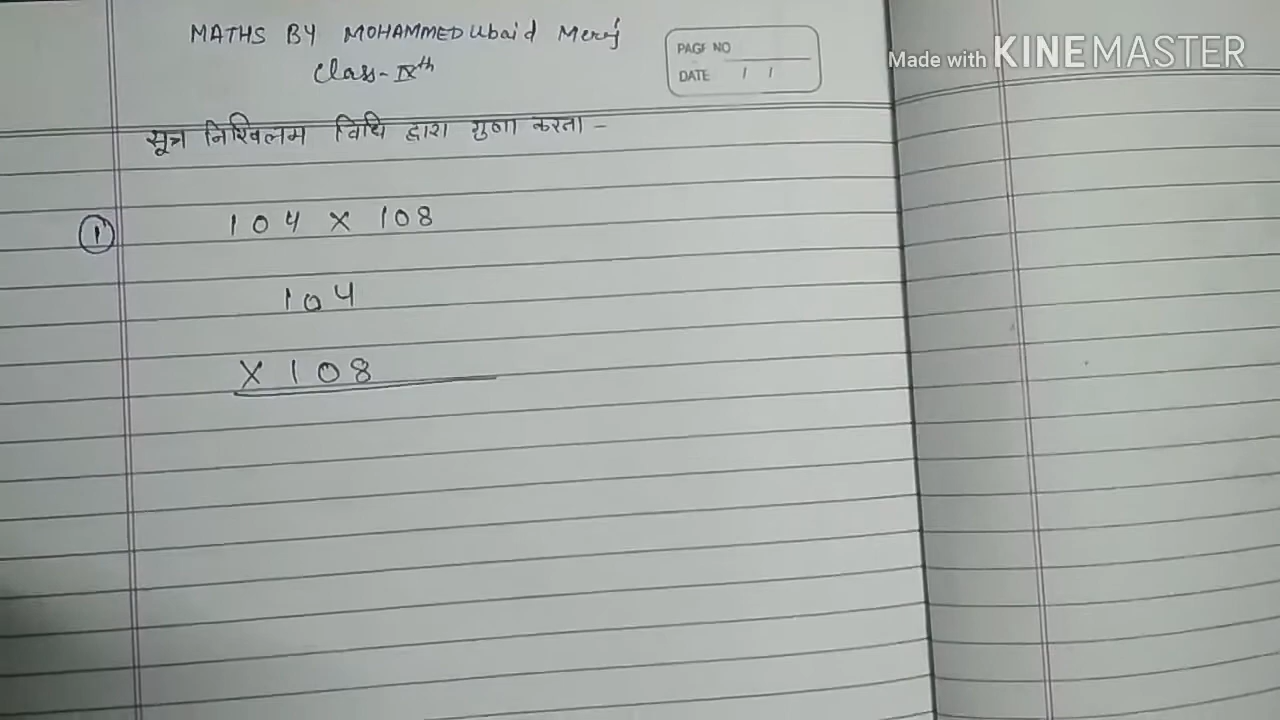 MATHS BY MOHAMMED Ubaid Meraj
Class - IXth
PAGE NO
DATE / /
Made with KINEMASTER
सूत्र निखिलम विधि द्वारा गुणा करना -
1 104 × 108
104
× 108